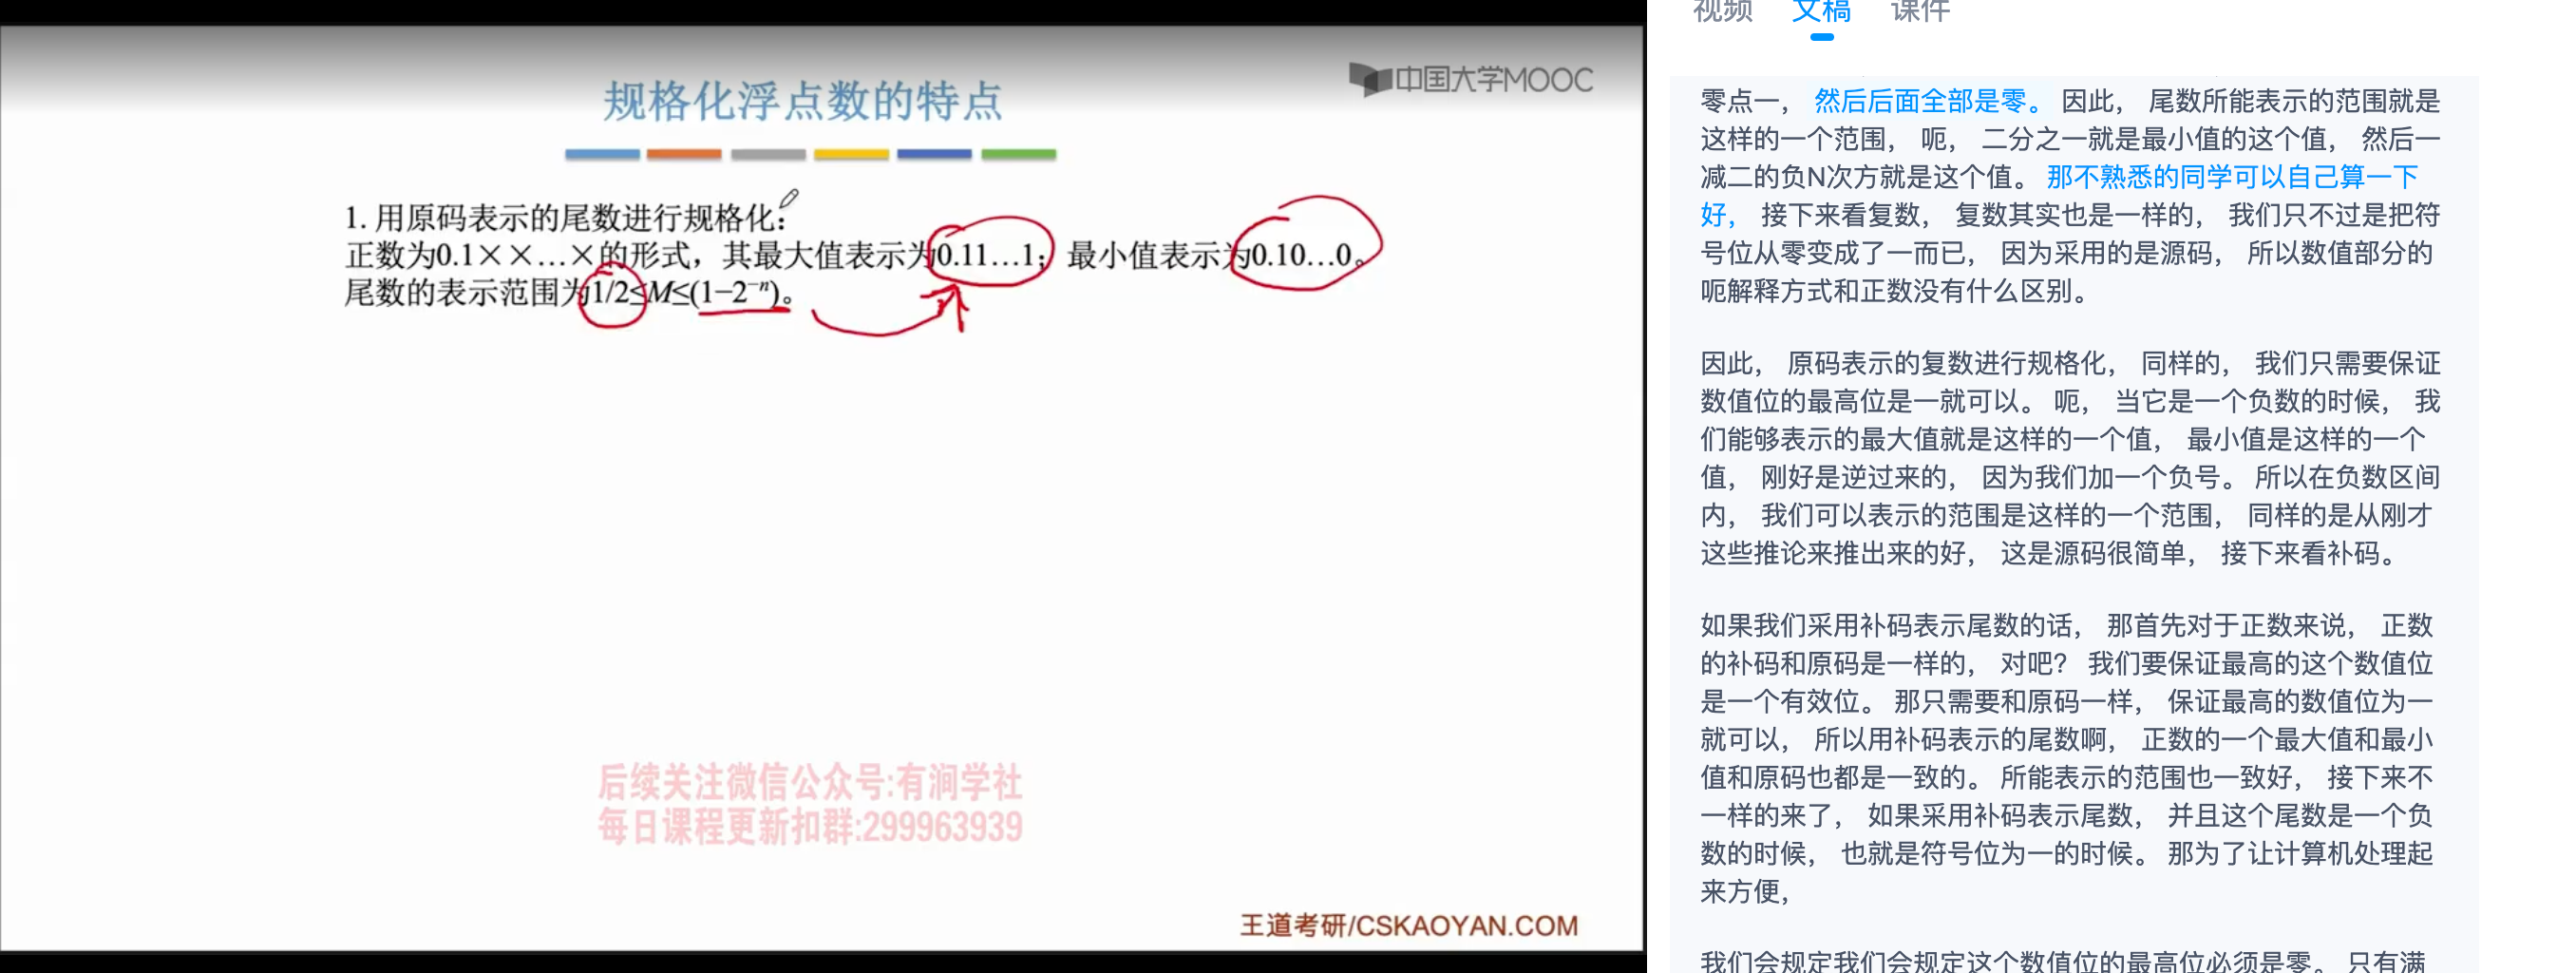 中国大学MOOC
规格化浮点数的特点
1. 用原码表示的尾数进行规格化：
正数为0.1××…×的形式，其最大值表示为0.11…1；最小值表示为0.10…0。
尾数的表示范围为1/2≤M≤(1−2⁻ⁿ)。
后续关注微信公众号:有涧学社
每日课程更新扣群:299963939
王道考研/CSKAOYAN.COM
视频 文稿 课件
零点一， 然后后面全部是零。 因此， 尾数所能表示的范围就是
这样的一个范围， 呃， 二分之一就是最小值的这个值， 然后一
减二的负N次方就是这个值。 那不熟悉的同学可以自己算一下
好， 接下来看复数， 复数其实也是一样的， 我们只不过是把符
号位从零变成了一而已， 因为采用的是源码， 所以数值部分的
呃解释方式和正数没有什么区别。
因此， 原码表示的复数进行规格化， 同样的， 我们只需要保证
数值位的最高位是一就可以。 呃， 当它是一个负数的时候， 我
们能够表示的最大值就是这样的一个值， 最小值是这样的一个
值， 刚好是逆过来的， 因为我们加一个负号。 所以在负数区间
内， 我们可以表示的范围是这样的一个范围， 同样的是从刚才
这些推论来推出来的好， 这是源码很简单， 接下来看补码。
如果我们采用补码表示尾数的话， 那首先对于正数来说， 正数
的补码和原码是一样的， 对吧? 我们要保证最高的这个数值位
是一个有效位。 那只需要和原码一样， 保证最高的数值位为一
就可以， 所以用补码表示的尾数啊， 正数的一个最大值和最小
值和原码也都是一致的。 所能表示的范围也一致好， 接下来不
一样的来了， 如果采用补码表示尾数， 并且这个尾数是一个负
数的时候， 也就是符号位为一的时候。 那为了让计算机处理起
来方便，
我们会规定我们会规定这个数值位的最高位必须是零。 只有满